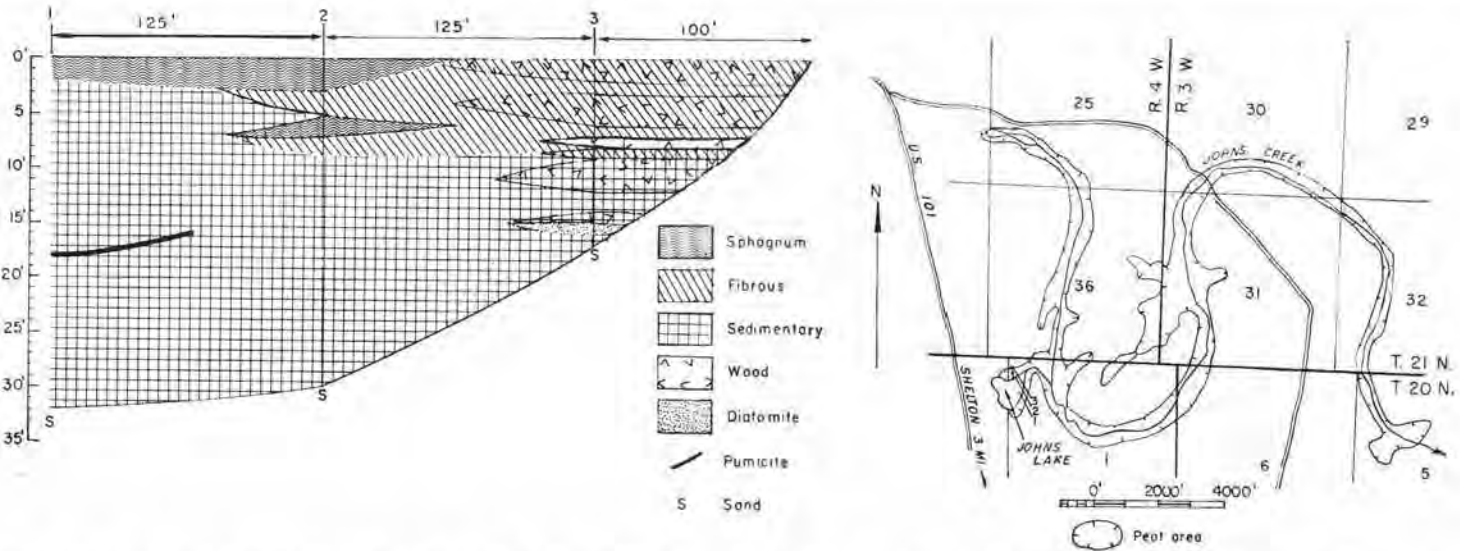 1 2 3
125' 125' 100'
0'
5'
10'
15'
20'
25'
30'
35'
S S S
Sphagnum
Fibrous
Sedimentary
Wood
Diatomite
Pumicite
S Sand
R. 4 W.
R. 3 W.
25 30 29
JOHNS CREEK
N
U.S. 101
36 31 32
T. 21 N.
T 20 N.
SHELTON 3 MI.
JOHNS
LAKE
1 6 5
0' 2000' 4000'
Peat area